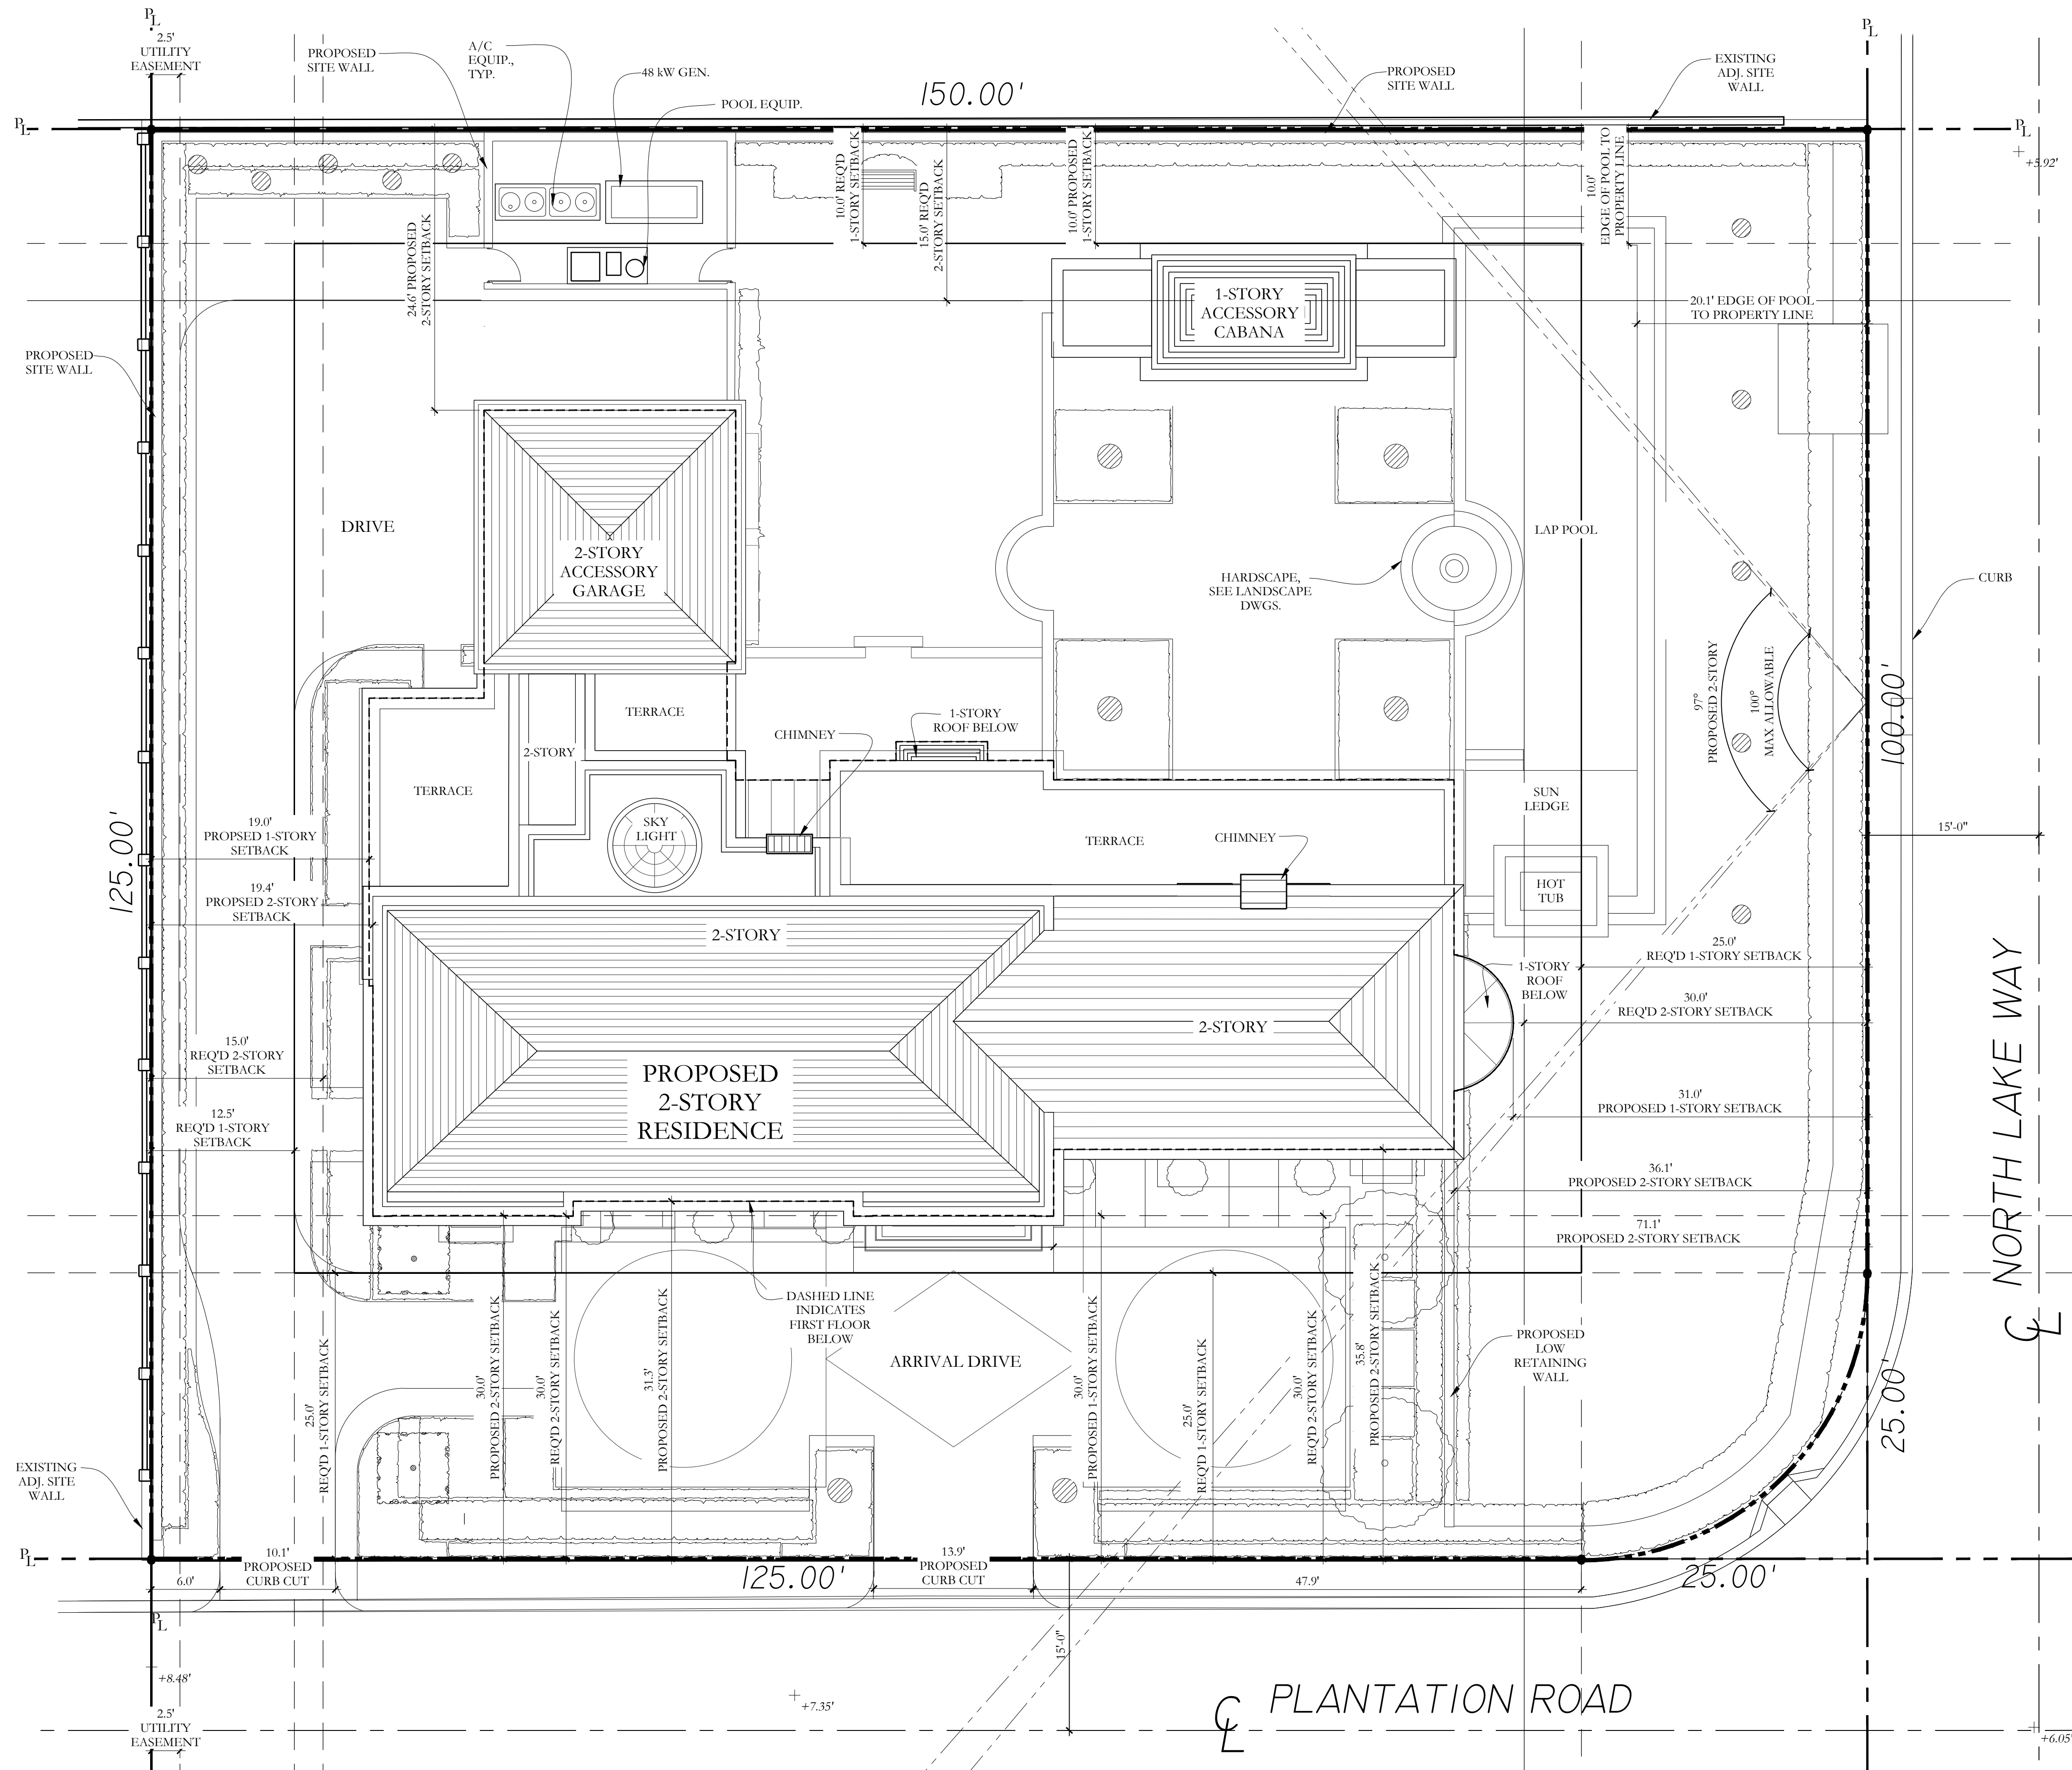 PL
2.5'
UTILITY
EASEMENT
PROPOSED
SITE WALL
A/C
EQUIP.,
TYP.
48 kW GEN.
POOL EQUIP.
150.00'
PROPOSED
SITE WALL
EXISTING
ADJ. SITE
WALL
PL
PL
PL
+5.92'
10.0' REQ'D
1-STORY SETBACK
15.0' REQ'D
2-STORY SETBACK
10.0' PROPOSED
1-STORY SETBACK
10.0'
EDGE OF POOL TO
PROPERTY LINE
24.6' PROPOSED
2-STORY SETBACK
1-STORY
ACCESSORY
CABANA
20.1' EDGE OF POOL
TO PROPERTY LINE
PROPOSED
SITE WALL
DRIVE
2-STORY
ACCESSORY
GARAGE
LAP POOL
HARDSCAPE,
SEE LANDSCAPE
DWGS.
CURB
97°
PROPOSED 2-STORY
100°
MAX ALLOWABLE
100.00'
TERRACE
1-STORY
ROOF BELOW
CHIMNEY
2-STORY
TERRACE
SUN
LEDGE
SKY
LIGHT
TERRACE
CHIMNEY
15'-0"
125.00'
19.0'
PROPSED 1-STORY
SETBACK
19.4'
PROPSED 2-STORY
SETBACK
HOT
TUB
2-STORY
25.0'
REQ'D 1-STORY SETBACK
1-STORY
ROOF
BELOW
30.0'
REQ'D 2-STORY SETBACK
2-STORY
15.0'
REQ'D 2-STORY
SETBACK
PROPOSED
2-STORY
RESIDENCE
31.0'
PROPOSED 1-STORY SETBACK
12.5'
REQ'D 1-STORY
SETBACK
36.1'
PROPOSED 2-STORY SETBACK
71.1'
PROPOSED 2-STORY SETBACK
NORTH LAKE WAY
CL
25.0'
REQ'D 1-STORY SETBACK
30.0'
PROPOSED 2-STORY SETBACK
30.0'
REQ'D 2-STORY SETBACK
31.3'
PROPOSED 2-STORY SETBACK
DASHED LINE
INDICATES
FIRST FLOOR
BELOW
ARRIVAL DRIVE
30.0'
PROPOSED 1-STORY SETBACK
25.0'
REQ'D 1-STORY SETBACK
30.0'
REQ'D 2-STORY SETBACK
35.8'
PROPOSED 2-STORY SETBACK
PROPOSED
LOW
RETAINING
WALL
25.00'
EXISTING
ADJ. SITE
WALL
PL
6.0'
10.1'
PROPOSED
CURB CUT
125.00'
13.9'
PROPOSED
CURB CUT
47.9'
25.00'
PL
15'-0"
+8.48'
+7.35'
2.5'
UTILITY
EASEMENT
CL
PLANTATION ROAD
+6.05'